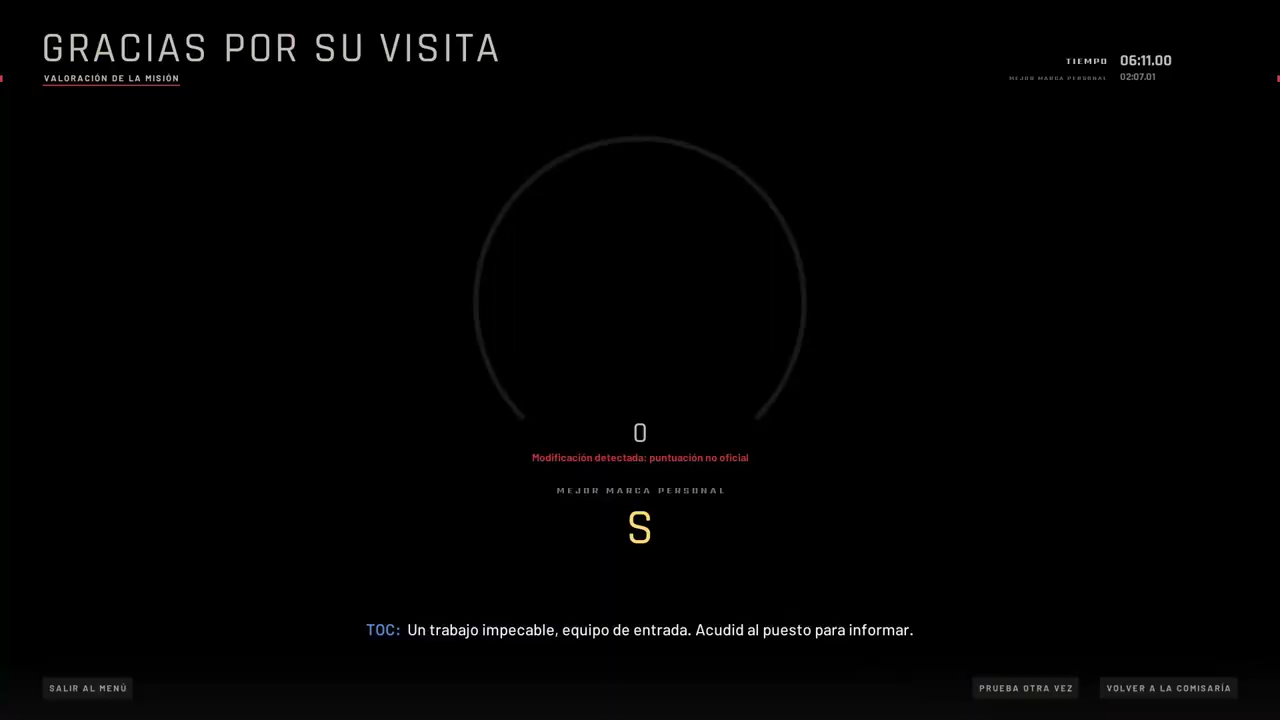 GRACIAS POR SU VISITA
VALORACIÓN DE LA MISIÓN
TIEMPO 06:11.00
MEJOR MARCA PERSONAL 02:07.01
0
Modificación detectada: puntuación no oficial
MEJOR MARCA PERSONAL
S
TOC: Un trabajo impecable, equipo de entrada. Acudid al puesto para informar.
SALIR AL MENÚ
PRUEBA OTRA VEZ
VOLVER A LA COMISARÍA